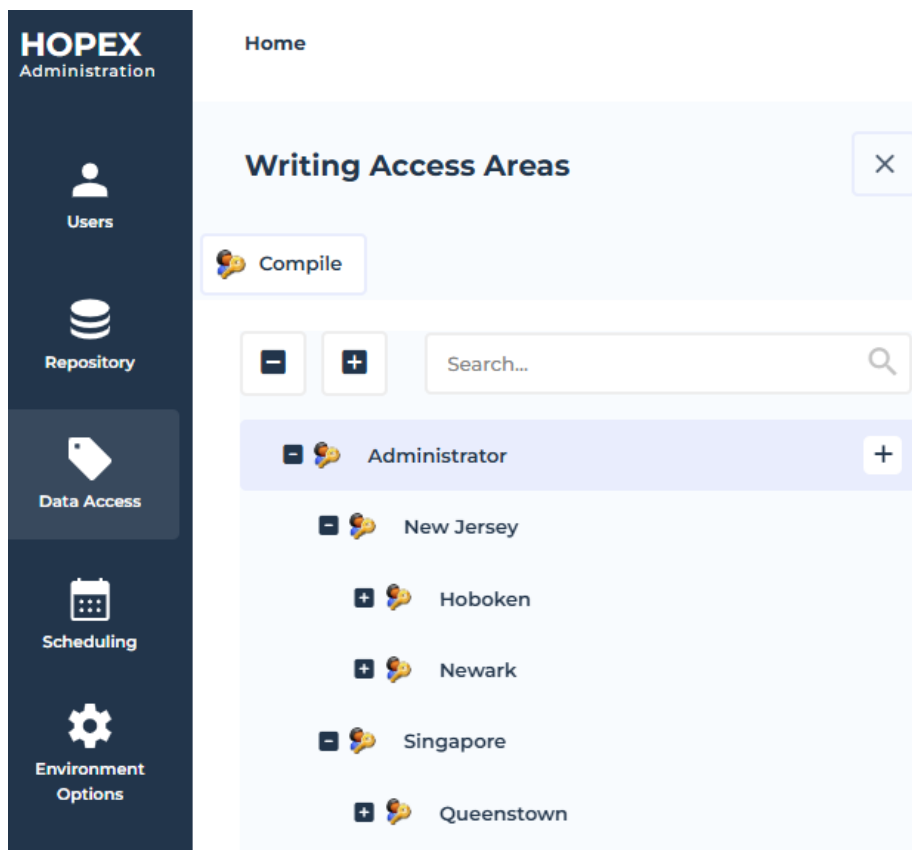 HOPEX
Administration
Users
Repository
Data Access
Scheduling
Environment
Options
Home
Writing Access Areas
Compile
Search...
Administrator
New Jersey
Hoboken
Newark
Singapore
Queenstown